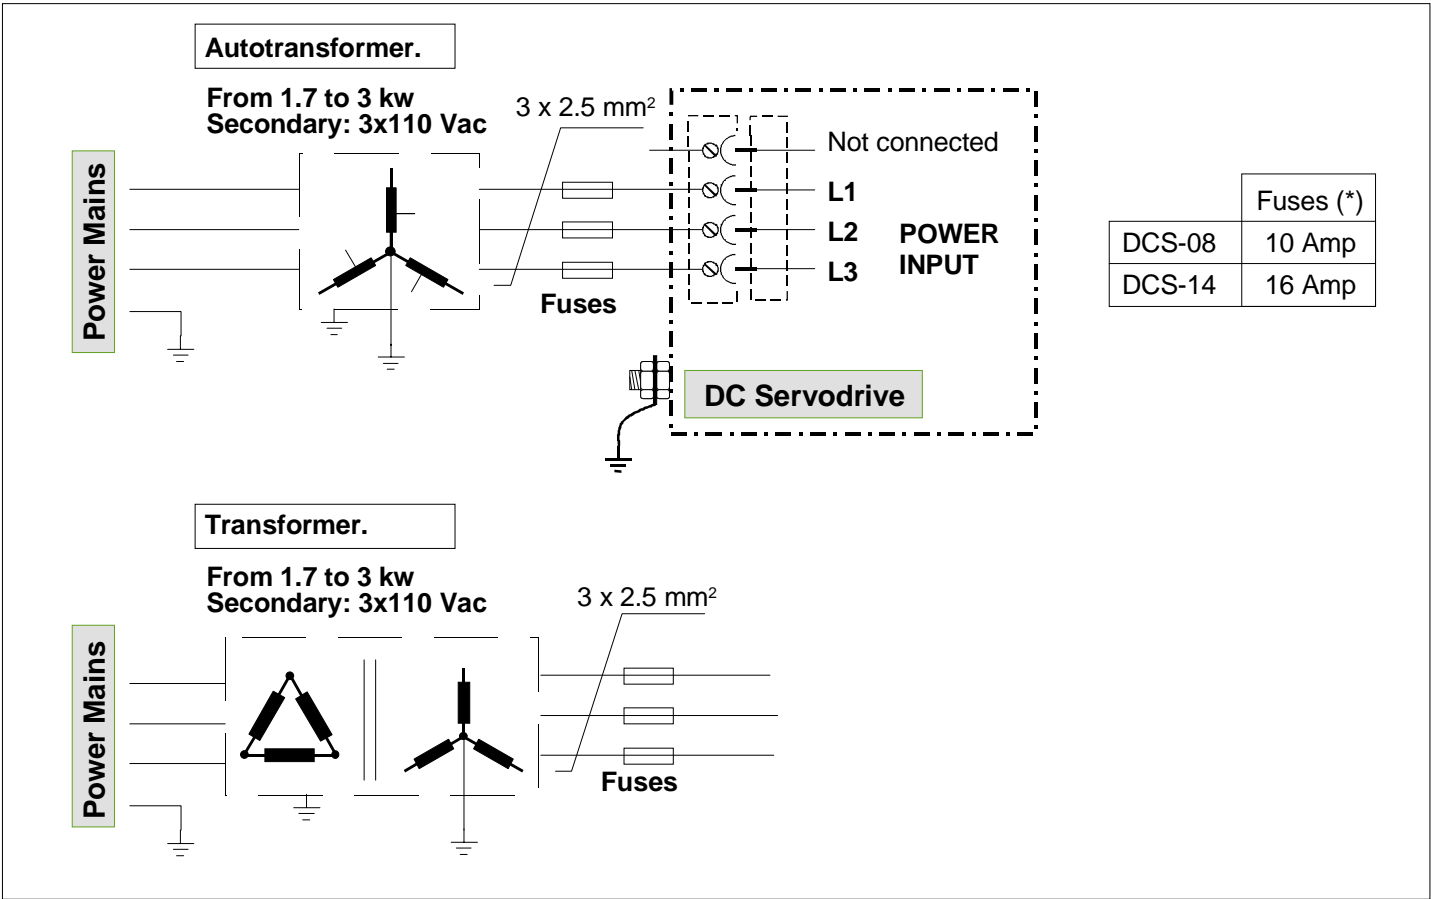 Autotransformer.
From 1.7 to 3 kw
Secondary: 3x110 Vac
3 x 2.5 mm²
Power Mains
Not connected
L1
L2
L3
POWER
INPUT
Fuses
DC Servodrive
Fuses (*)
DCS-08 10 Amp
DCS-14 16 Amp
Transformer.
From 1.7 to 3 kw
Secondary: 3x110 Vac
3 x 2.5 mm²
Power Mains
Fuses